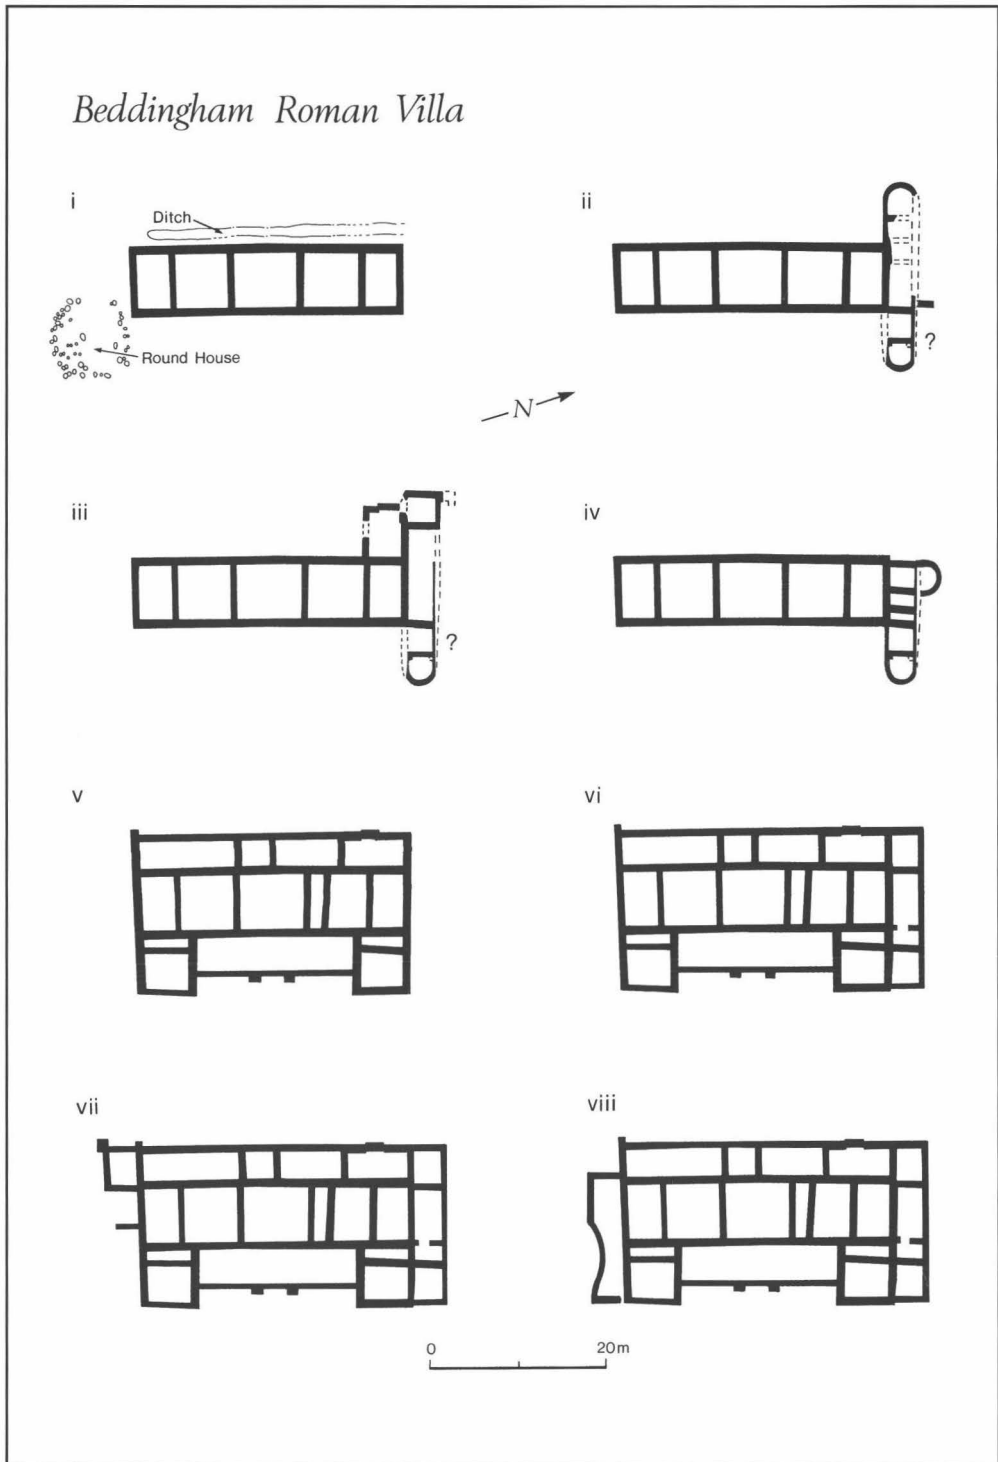 Beddingham Roman Villa
i
Ditch
Round House
ii
?
N
iii
?
iv
v
vi
vii
viii
0 20m